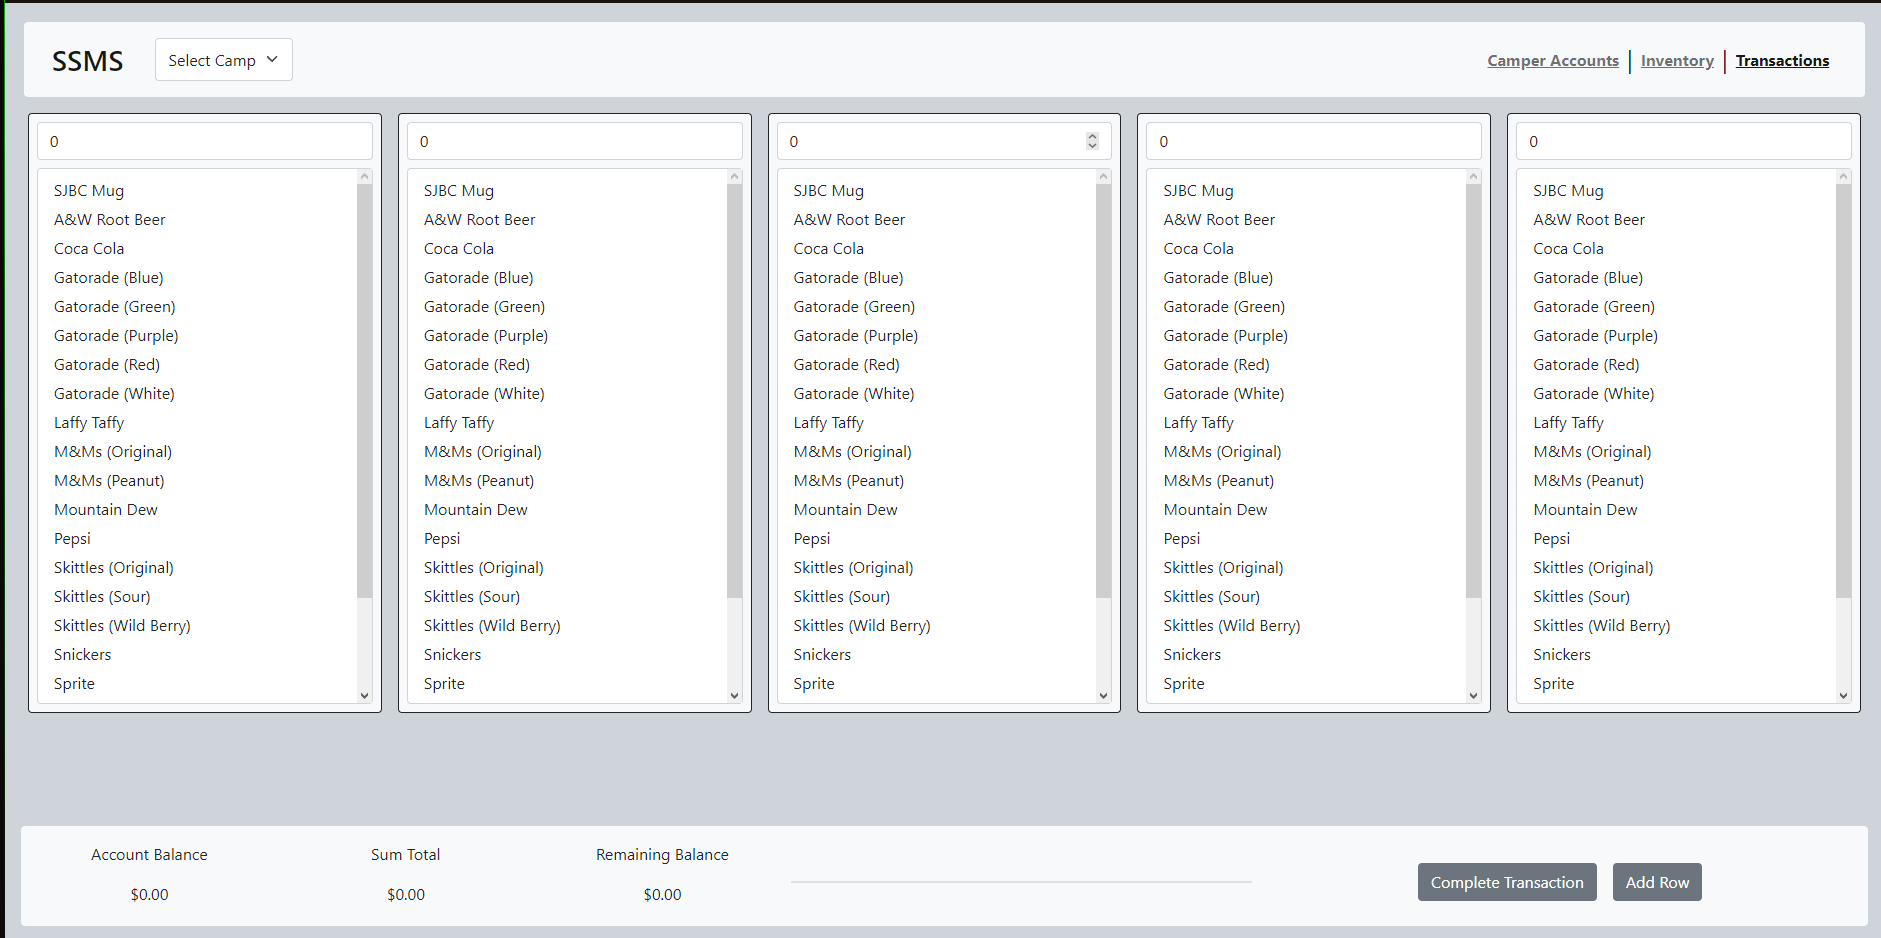 SSMS
Select Camp
Camper Accounts
Inventory
Transactions
0
SJBC Mug
A&W Root Beer
Coca Cola
Gatorade (Blue)
Gatorade (Green)
Gatorade (Purple)
Gatorade (Red)
Gatorade (White)
Laffy Taffy
M&Ms (Original)
M&Ms (Peanut)
Mountain Dew
Pepsi
Skittles (Original)
Skittles (Sour)
Skittles (Wild Berry)
Snickers
Sprite
0
SJBC Mug
A&W Root Beer
Coca Cola
Gatorade (Blue)
Gatorade (Green)
Gatorade (Purple)
Gatorade (Red)
Gatorade (White)
Laffy Taffy
M&Ms (Original)
M&Ms (Peanut)
Mountain Dew
Pepsi
Skittles (Original)
Skittles (Sour)
Skittles (Wild Berry)
Snickers
Sprite
0
SJBC Mug
A&W Root Beer
Coca Cola
Gatorade (Blue)
Gatorade (Green)
Gatorade (Purple)
Gatorade (Red)
Gatorade (White)
Laffy Taffy
M&Ms (Original)
M&Ms (Peanut)
Mountain Dew
Pepsi
Skittles (Original)
Skittles (Sour)
Skittles (Wild Berry)
Snickers
Sprite
0
SJBC Mug
A&W Root Beer
Coca Cola
Gatorade (Blue)
Gatorade (Green)
Gatorade (Purple)
Gatorade (Red)
Gatorade (White)
Laffy Taffy
M&Ms (Original)
M&Ms (Peanut)
Mountain Dew
Pepsi
Skittles (Original)
Skittles (Sour)
Skittles (Wild Berry)
Snickers
Sprite
0
SJBC Mug
A&W Root Beer
Coca Cola
Gatorade (Blue)
Gatorade (Green)
Gatorade (Purple)
Gatorade (Red)
Gatorade (White)
Laffy Taffy
M&Ms (Original)
M&Ms (Peanut)
Mountain Dew
Pepsi
Skittles (Original)
Skittles (Sour)
Skittles (Wild Berry)
Snickers
Sprite
Account Balance
$0.00
Sum Total
$0.00
Remaining Balance
$0.00
Complete Transaction
Add Row